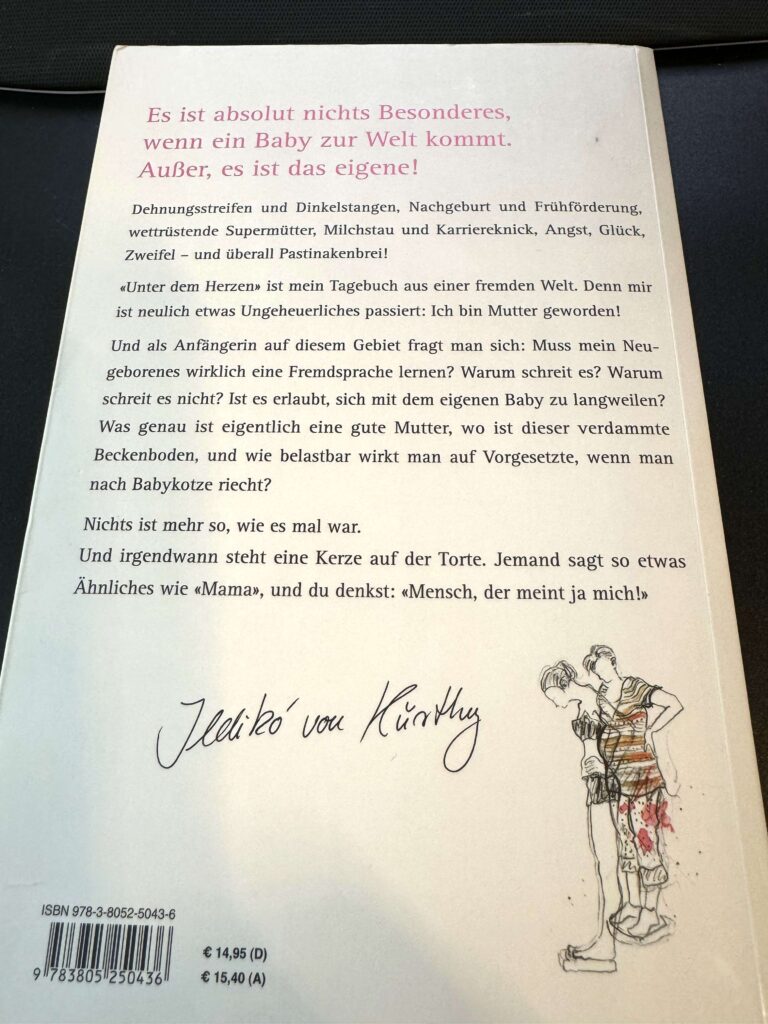 Es ist absolut nichts Besonderes,
wenn ein Baby zur Welt kommt.
Außer, es ist das eigene!
Dehnungsstreifen und Dinkelstangen, Nachgeburt und Frühförderung,
wettrüstende Supermütter, Milchstau und Karriereknick, Angst, Glück,
Zweifel – und überall Pastinakenbrei!
«Unter dem Herzen» ist mein Tagebuch aus einer fremden Welt. Denn mir
ist neulich etwas Ungeheuerliches passiert: Ich bin Mutter geworden!
Und als Anfängerin auf diesem Gebiet fragt man sich: Muss mein Neu-
geborenes wirklich eine Fremdsprache lernen? Warum schreit es? Warum
schreit es nicht? Ist es erlaubt, sich mit dem eigenen Baby zu langweilen?
Was genau ist eigentlich eine gute Mutter, wo ist dieser verdammte
Beckenboden, und wie belastbar wirkt man auf Vorgesetzte, wenn man
nach Babykotze riecht?
Nichts ist mehr so, wie es mal war.
Und irgendwann steht eine Kerze auf der Torte. Jemand sagt so etwas
Ähnliches wie «Mama», und du denkst: «Mensch, der meint ja mich!»
Ildikó von Kürthy
ISBN 978-3-8052-5043-6
9 783805 250436
€ 14,95 (D)
€ 15,40 (A)